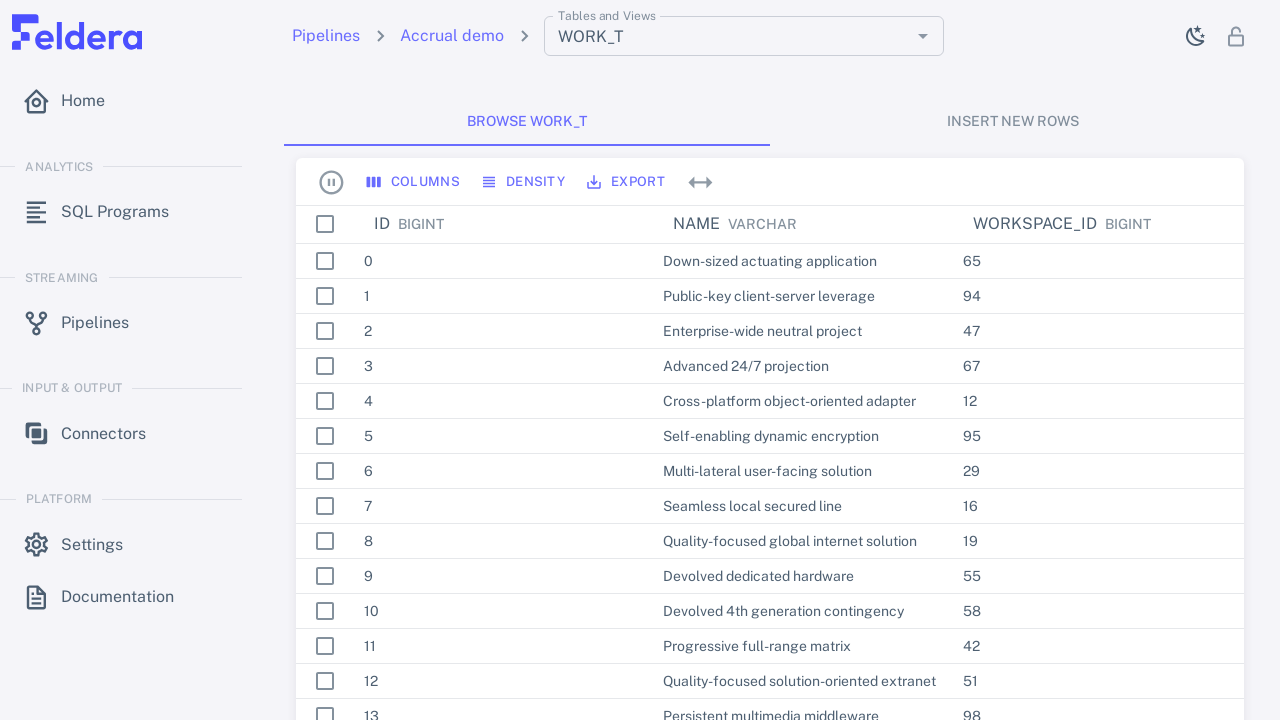 Feldera
Pipelines
Accrual demo
Tables and Views
WORK_T
Home
ANALYTICS
SQL Programs
STREAMING
Pipelines
INPUT & OUTPUT
Connectors
PLATFORM
Settings
Documentation
BROWSE WORK_T
INSERT NEW ROWS
COLUMNS DENSITY EXPORT
ID BIGINT NAME VARCHAR WORKSPACE_ID BIGINT
0 Down-sized actuating application 65
1 Public-key client-server leverage 94
2 Enterprise-wide neutral project 47
3 Advanced 24/7 projection 67
4 Cross-platform object-oriented adapter 12
5 Self-enabling dynamic encryption 95
6 Multi-lateral user-facing solution 29
7 Seamless local secured line 16
8 Quality-focused global internet solution 19
9 Devolved dedicated hardware 55
10 Devolved 4th generation contingency 58
11 Progressive full-range matrix 42
12 Quality-focused solution-oriented extranet 51
13 Persistent multimedia middleware 98